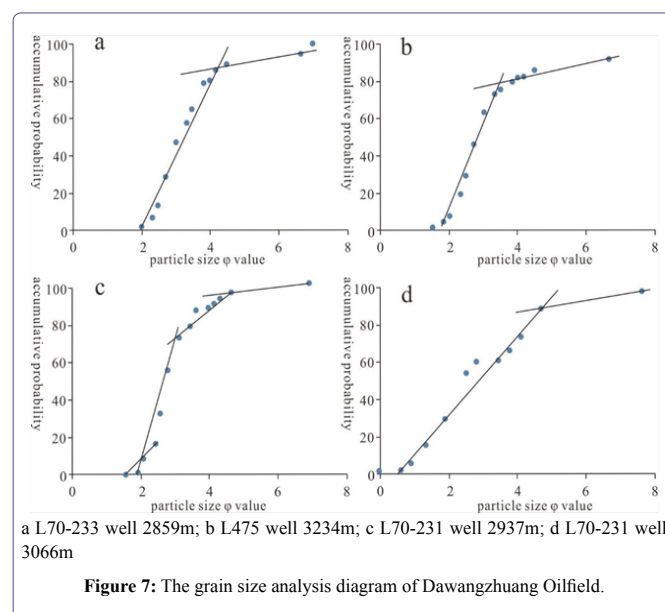 a
accumulative probability
100
80
60
40
20
0
0 2 4 6 8
particle size φ value
b
accumulative probability
100
80
60
40
20
0
0 2 4 6 8
particle size φ value
c
accumulative probability
100
80
60
40
20
0
0 2 4 6 8
particle size φ value
d
accumulative probability
100
80
60
40
20
0
0 2 4 6 8
particle size φ value
a L70-233 well 2859m; b L475 well 3234m; c L70-231 well 2937m; d L70-231 well
3066m
Figure 7: The grain size analysis diagram of Dawangzhuang Oilfield.